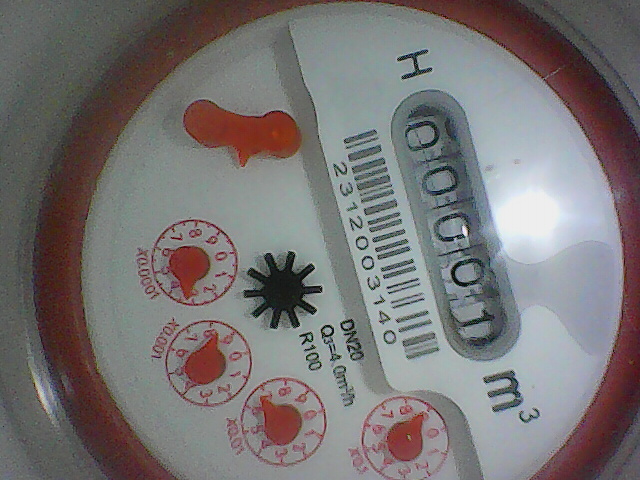 H
00001
m³
2312003140
DN20
Q₃=4.0m³/h
R100
X0.0001
X0.001
X0.01
X0.1